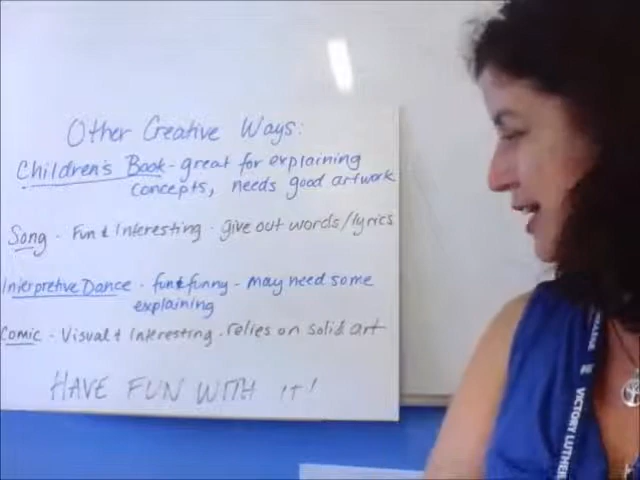 Other Creative Ways:
Children's Book - great for explaining
concepts, needs good artwork
Song - Fun & Interesting - give out words/lyrics
Interpretive Dance - fun & funny - may need some
explaining
Comic - Visual & Interesting - relies on solid art
HAVE FUN WITH IT!
VICTORY LUTHE